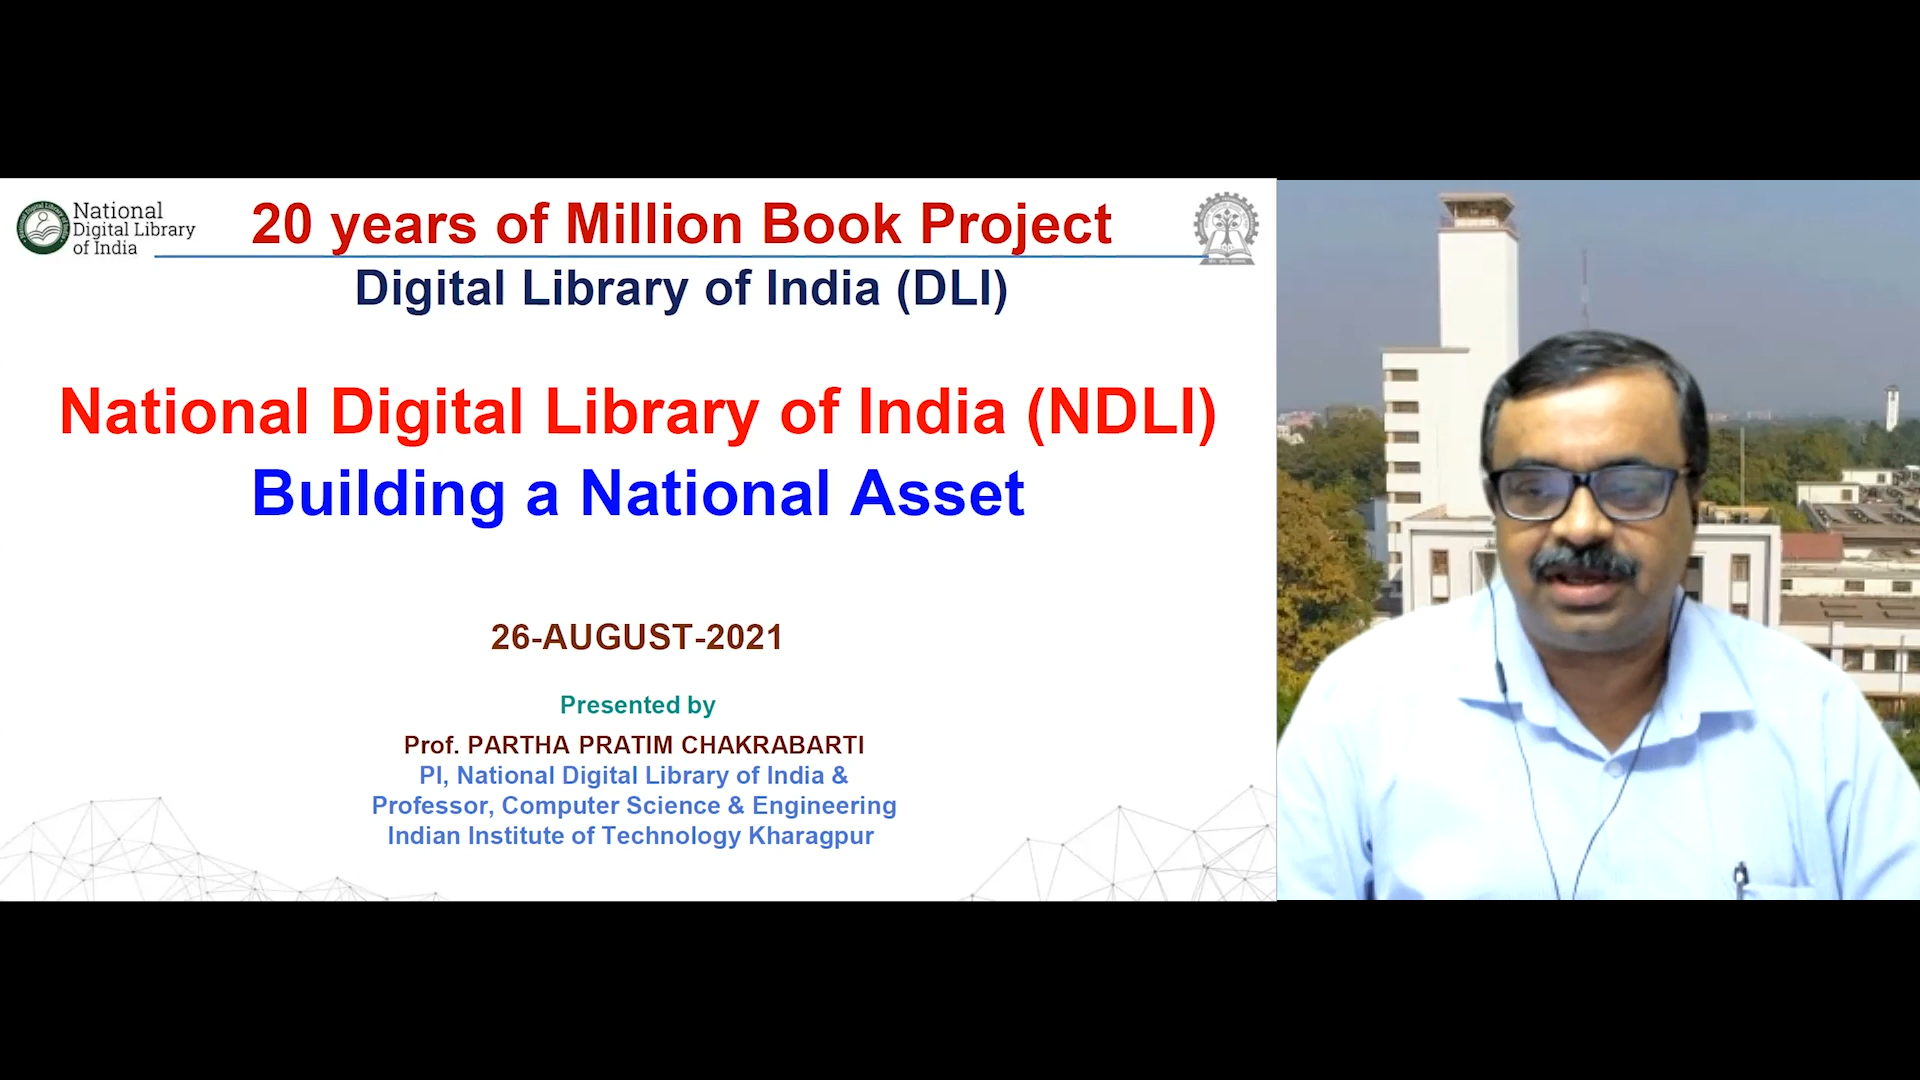 National
Digital Library
of India
20 years of Million Book Project
Digital Library of India (DLI)
National Digital Library of India (NDLI)
Building a National Asset
26-AUGUST-2021
Presented by
Prof. PARTHA PRATIM CHAKRABARTI
PI, National Digital Library of India &
Professor, Computer Science & Engineering
Indian Institute of Technology Kharagpur